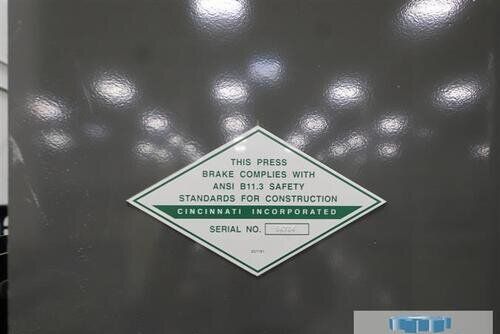 THIS PRESS
BRAKE COMPLIES WITH
ANSI B11.3 SAFETY
STANDARDS FOR CONSTRUCTION
CINCINNATI INCORPORATED
SERIAL NO.